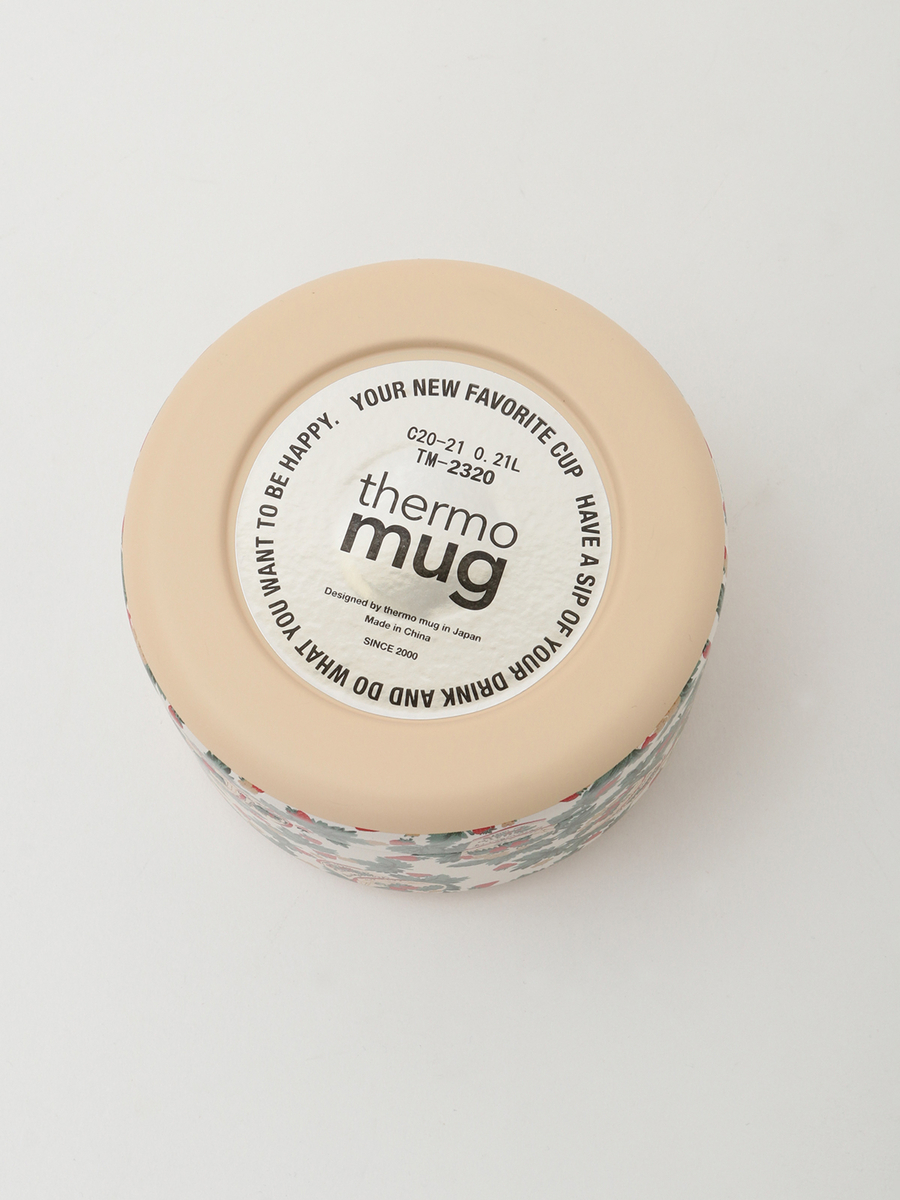 YOUR NEW FAVORITE CUP HAVE A SIP OF YOUR DRINK AND DO WHAT YOU WANT TO BE HAPPY.
C20-21 0.21L
TM-2320
thermo
mug
Designed by thermo mug in Japan
Made in China
SINCE 2000